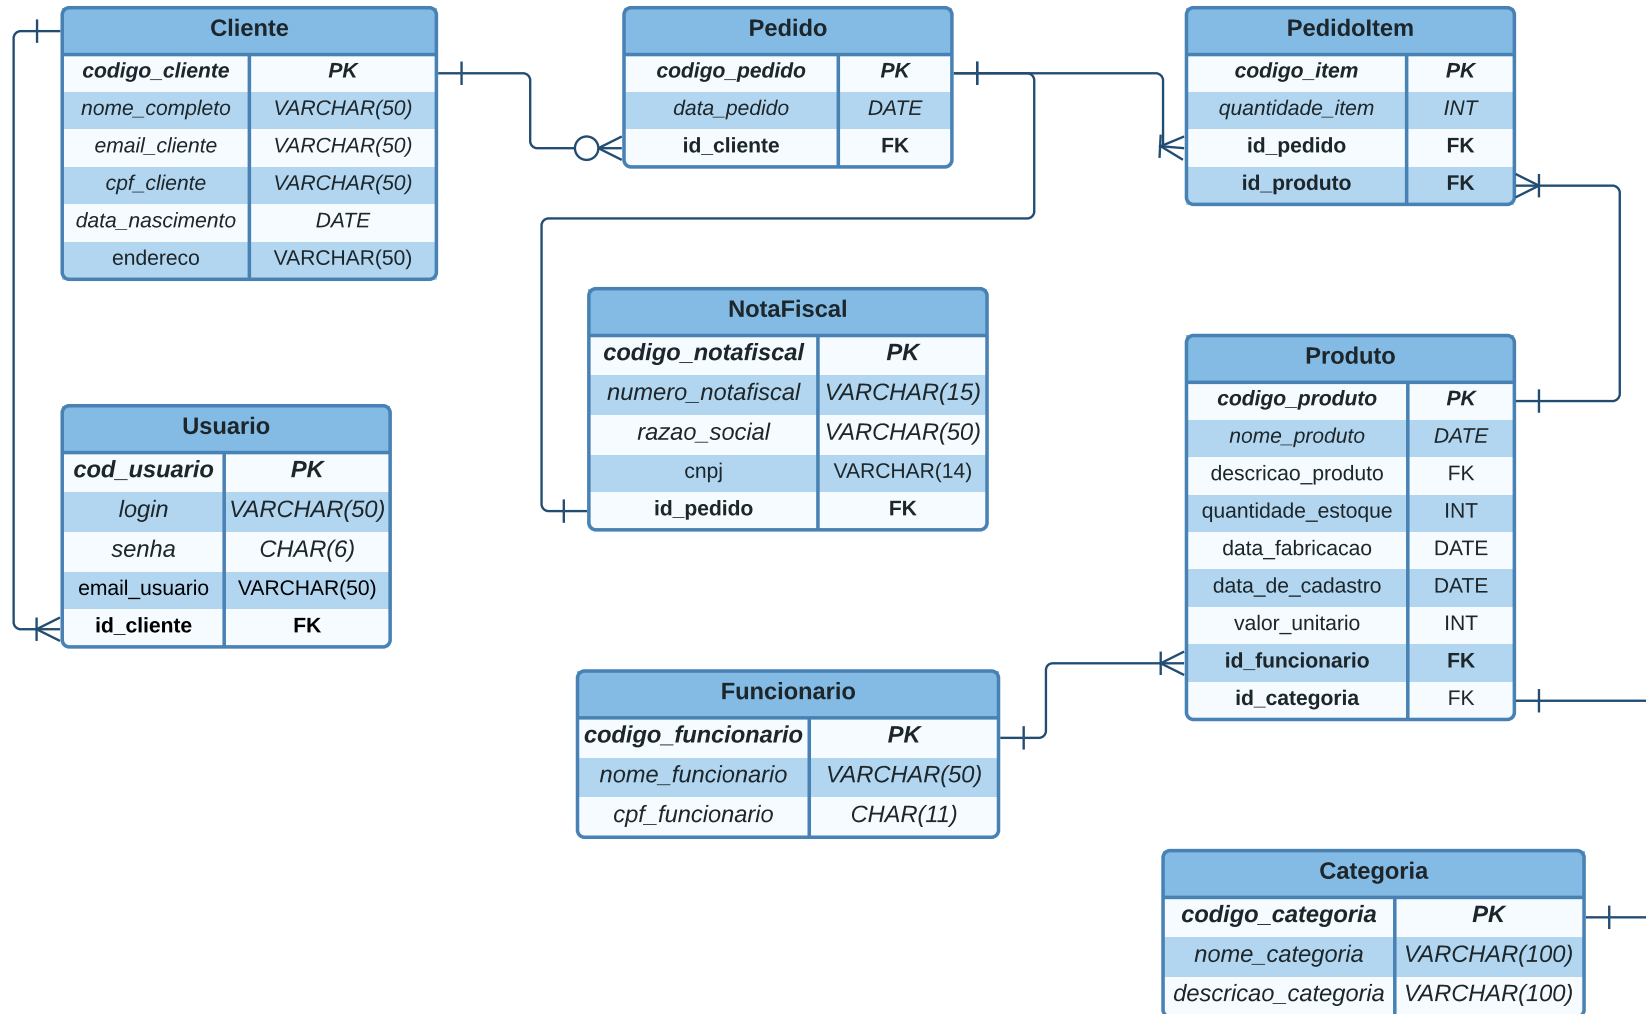 Cliente
codigo_cliente PK
nome_completo VARCHAR(50)
email_cliente VARCHAR(50)
cpf_cliente VARCHAR(50)
data_nascimento DATE
endereco VARCHAR(50)
Pedido
codigo_pedido PK
data_pedido DATE
id_cliente FK
PedidoItem
codigo_item PK
quantidade_item INT
id_pedido FK
id_produto FK
NotaFiscal
codigo_notafiscal PK
numero_notafiscal VARCHAR(15)
razao_social VARCHAR(50)
cnpj VARCHAR(14)
id_pedido FK
Produto
codigo_produto PK
nome_produto DATE
descricao_produto FK
quantidade_estoque INT
data_fabricacao DATE
data_de_cadastro DATE
valor_unitario INT
id_funcionario FK
id_categoria FK
Usuario
cod_usuario PK
login VARCHAR(50)
senha CHAR(6)
email_usuario VARCHAR(50)
id_cliente FK
Funcionario
codigo_funcionario PK
nome_funcionario VARCHAR(50)
cpf_funcionario CHAR(11)
Categoria
codigo_categoria PK
nome_categoria VARCHAR(100)
descricao_categoria VARCHAR(100)